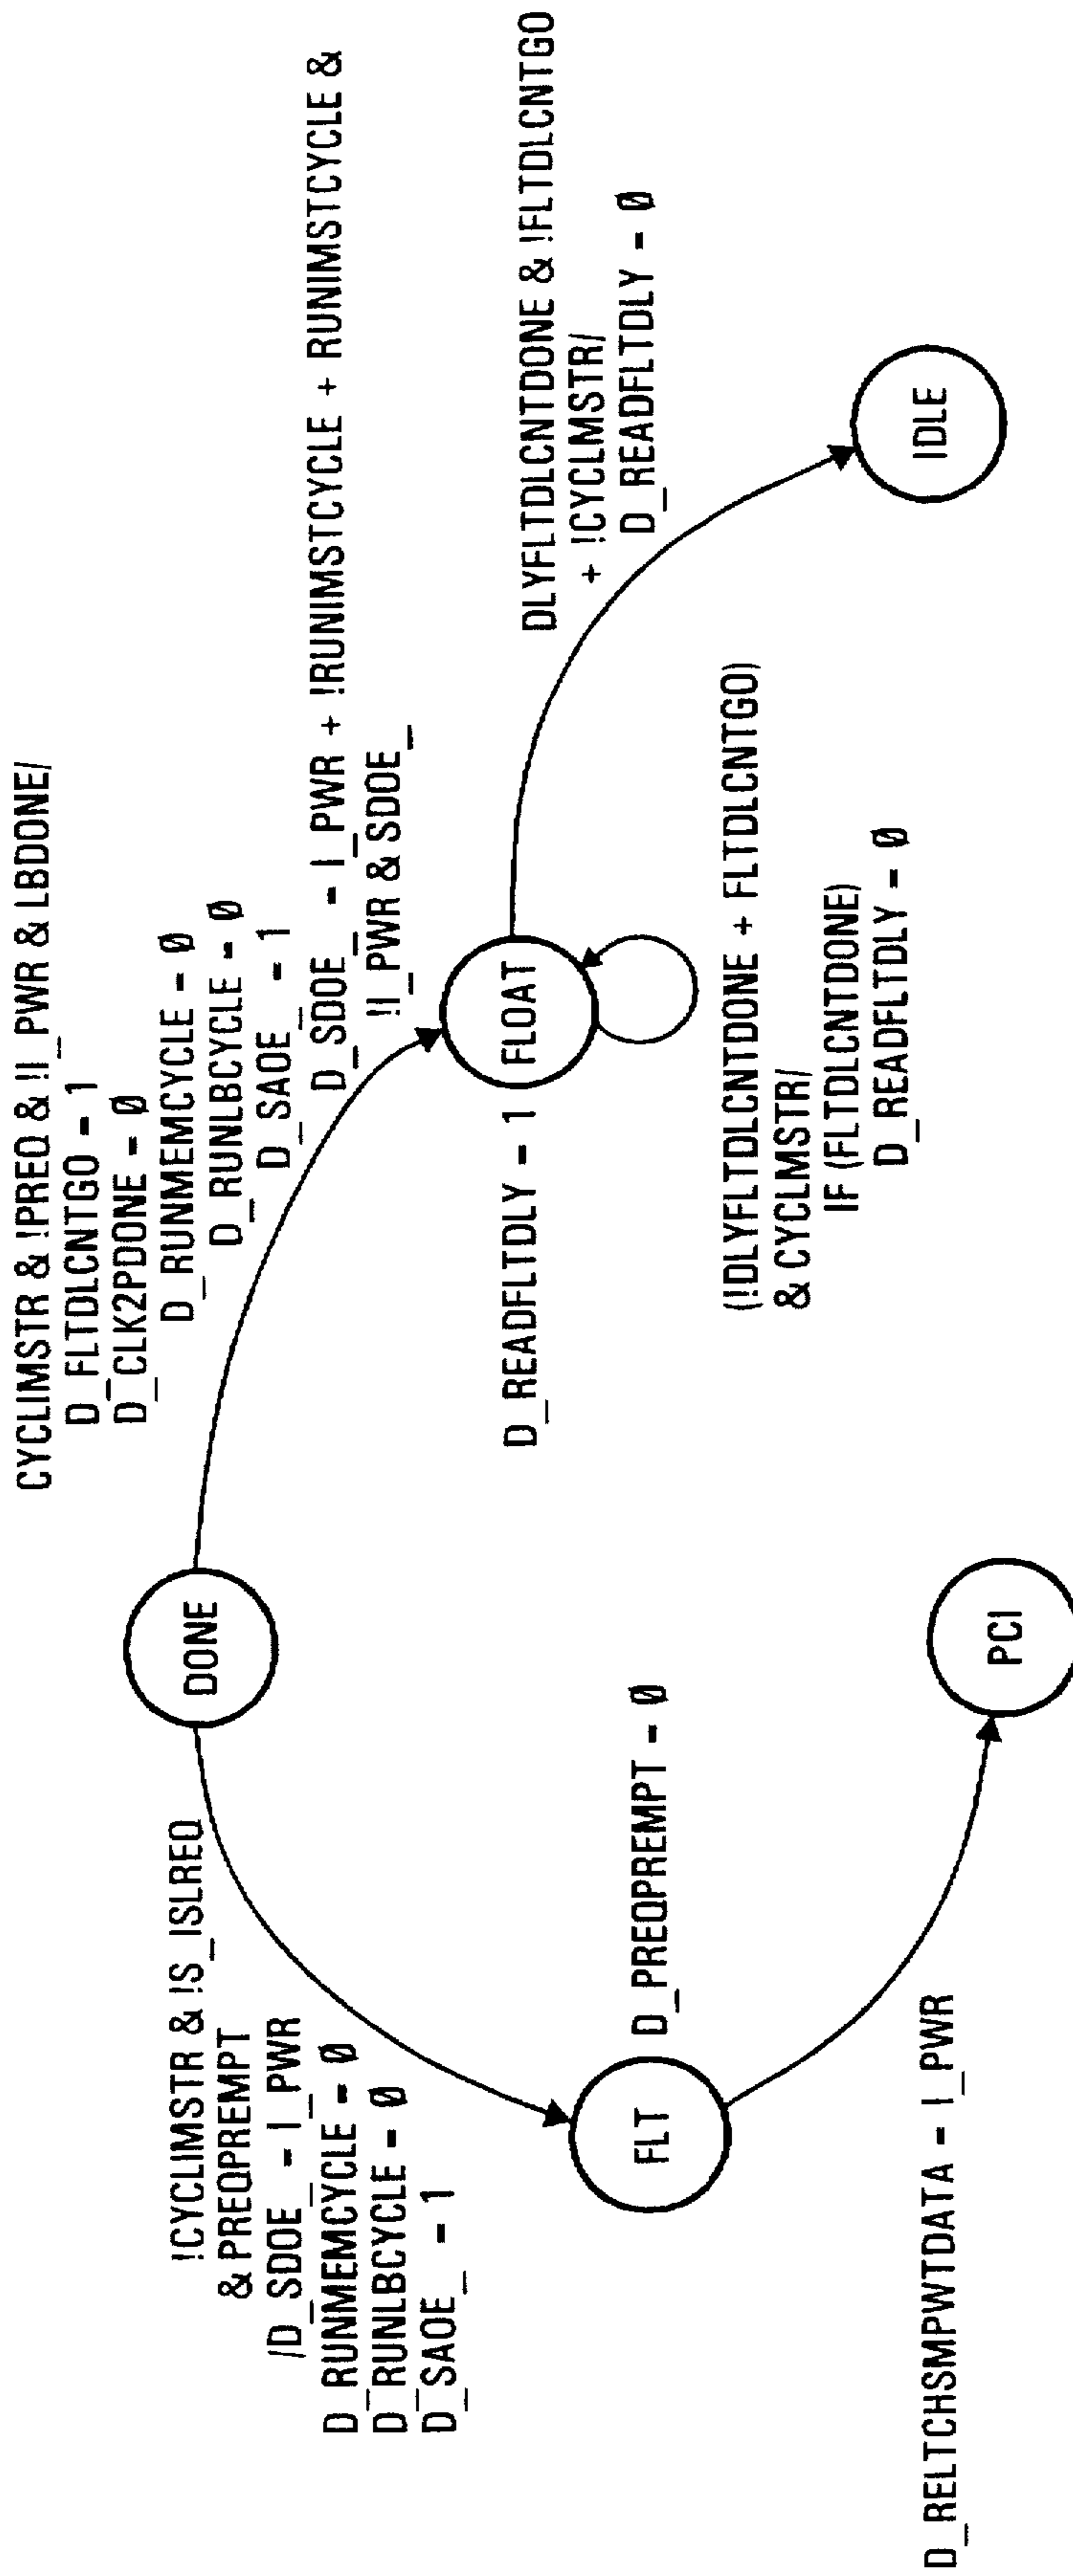 CYCLIMSTR & !PREQ & !I_PWR & LBDONE/
D_FLTDLCNTGO = 1
D_CLK2PDONE = Ø
D_RUNMEMCYCLE = Ø
D_RUNLBCYCLE = Ø
D_SAOE_ = 1
D_SDOE_ = I_PWR + !RUNIMSTCYCLE + RUNIMSTCYCLE &
!I_PWR & SDOE_
DONE
!CYCLIMSTR & !S_ISLREQ
& PREQPREMPT
/D_SDOE_ = I_PWR
D_RUNMEMCYCLE = Ø
D_RUNLBCYCLE = Ø
D_SAOE_ = 1
D_READFLTDLY = 1
FLOAT
DLYFLTDLCNTDONE & !FLTDLCNTGO
+ !CYCLMSTR/
D_READFLTDLY = Ø
(!DLYFLTDLCNTDONE + FLTDLCNTGO)
& CYCLMSTR/
IF (FLTDLCNTDONE)
D_READFLTDLY = Ø
IDLE
FLT
D_PREQPREMPT = Ø
D_RELTCHSMPWTDATA = I_PWR
PCI